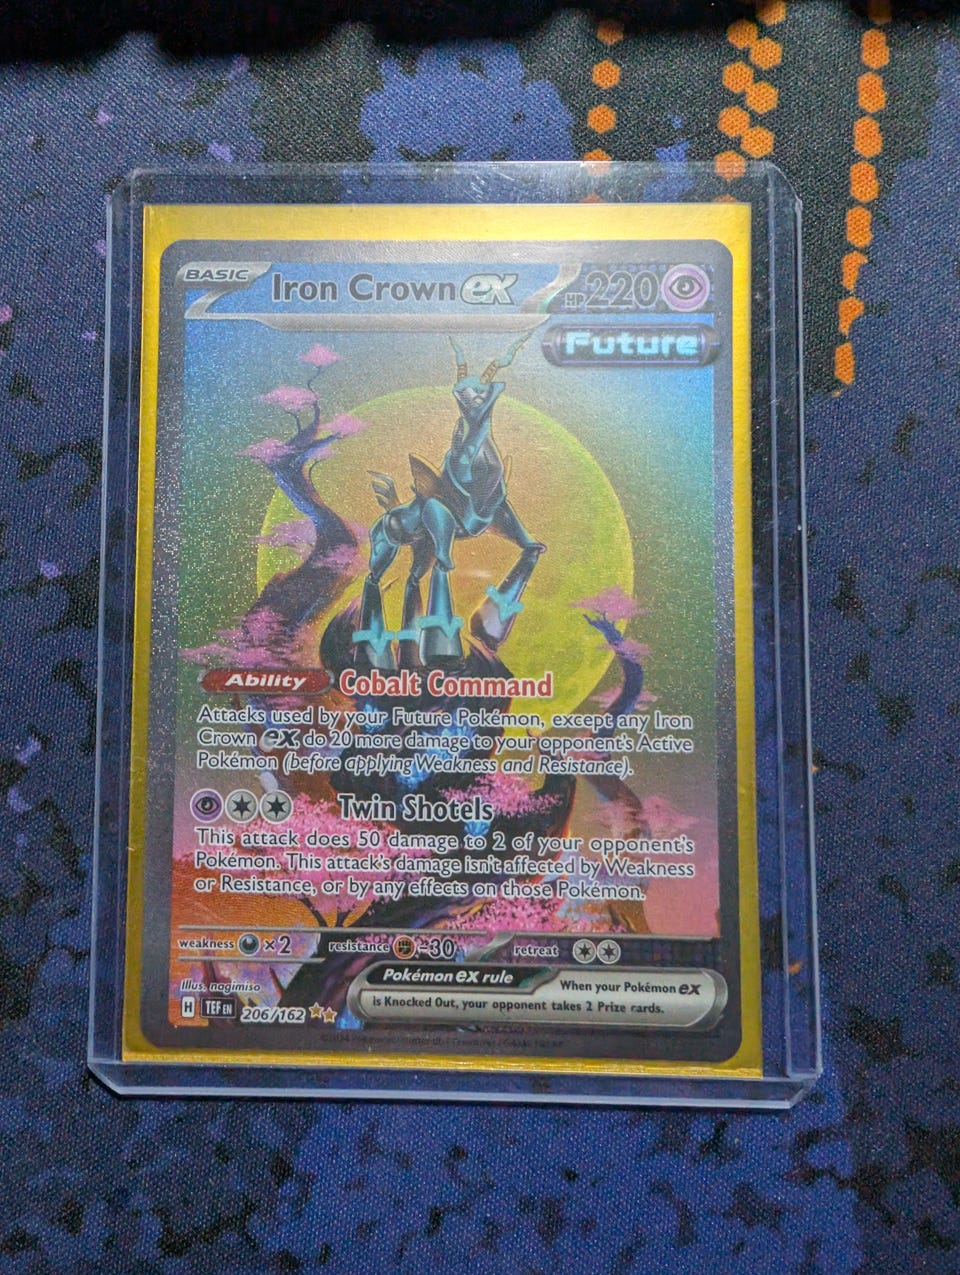 BASIC Iron Crown ex HP 220
Future
Ability Cobalt Command
Attacks used by your Future Pokémon, except any Iron
Crown ex do 20 more damage to your opponent's Active
Pokémon (before applying Weakness and Resistance).
Twin Shotels
This attack does 50 damage to 2 of your opponent's
Pokémon. This attack's damage isn't affected by Weakness
or Resistance, or by any effects on those Pokémon.
weakness ×2 resistance -30 retreat
Pokémon ex rule When your Pokémon ex
is Knocked Out, your opponent takes 2 Prize cards.
Illus. nagimiso
H TEF EN 206/162